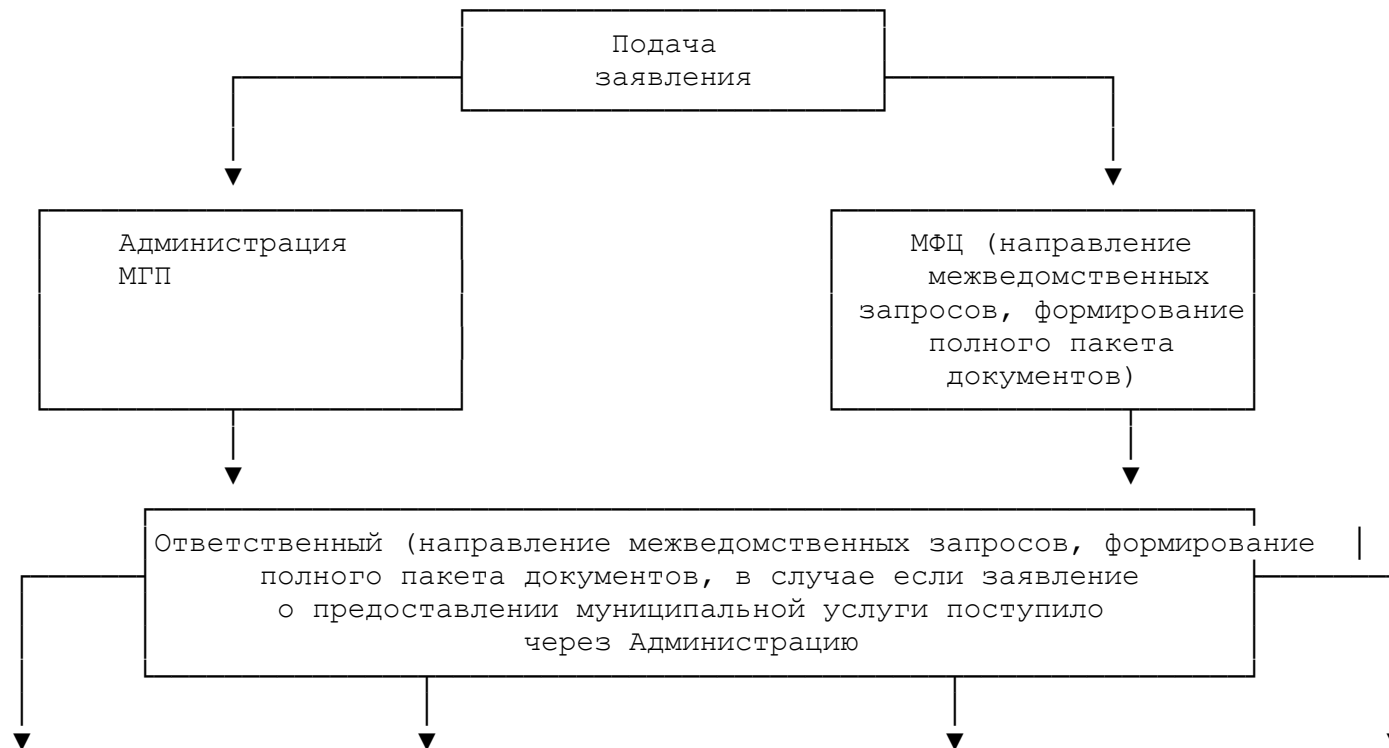 Подача
заявления
Администрация
МГП
МФЦ (направление
межведомственных
запросов, формирование
полного пакета
документов)
Ответственный (направление межведомственных запросов, формирование |
полного пакета документов, в случае если заявление
о предоставлении муниципальной услуги поступило
через Администрацию